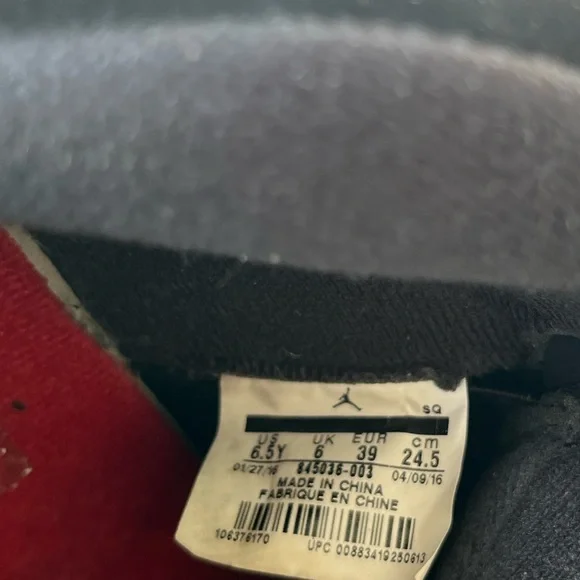 SQ
US UK EUR cm
6.5Y 6 39 24.5
01/27/16 845036-003 04/09/16
MADE IN CHINA
FABRIQUE EN CHINE
106376170 UPC 00883419250613